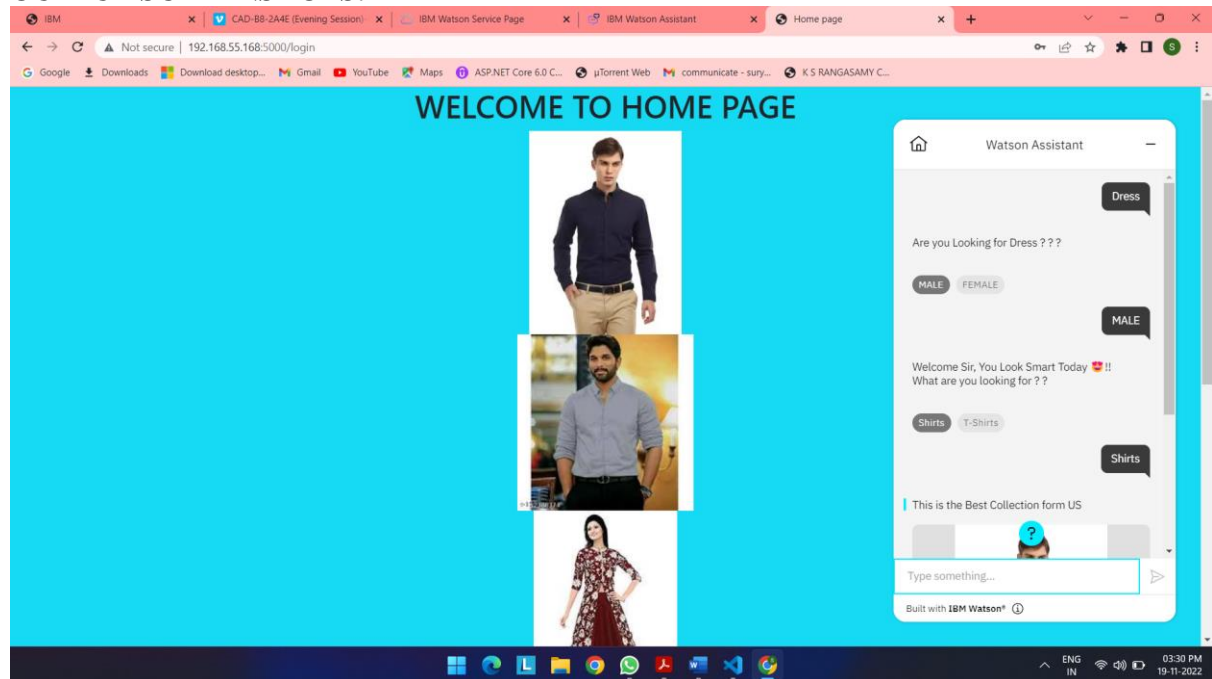 IBM
CAD-BB-2A4E (Evening Session)
IBM Watson Service Page
IBM Watson Assistant
Home page
Not secure | 192.168.55.168:5000/login
Google
Downloads
Download desktop...
Gmail
YouTube
Maps
ASP.NET Core 6.0 C...
µTorrent Web
communicate - sury...
K S RANGASAMY C...
WELCOME TO HOME PAGE
Watson Assistant
Dress
Are you Looking for Dress ? ? ?
MALE FEMALE
MALE
Welcome Sir, You Look Smart Today 😍 !!
What are you looking for ? ?
Shirts T-Shirts
Shirts
This is the Best Collection form US
?
Type something...
Built with IBM Watson®
ENG
IN
03:30 PM
19-11-2022